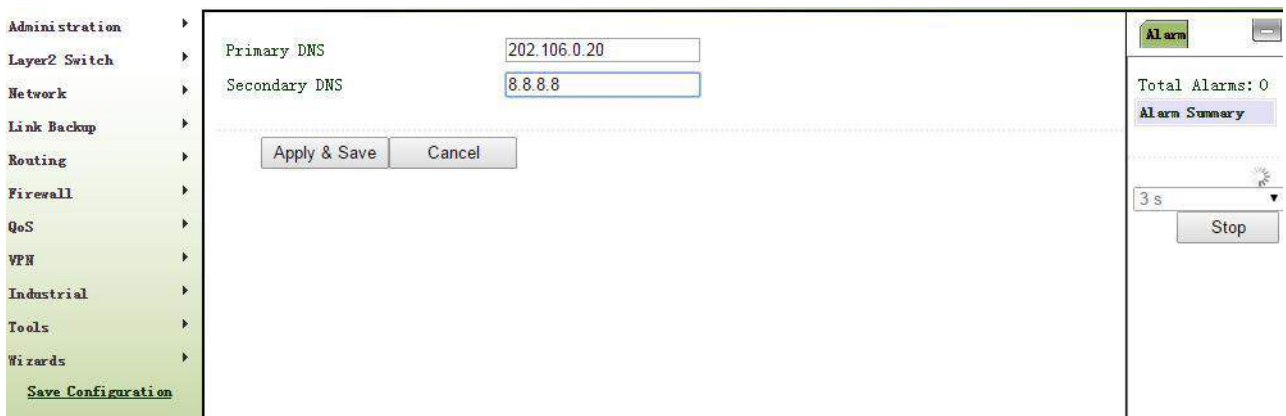 Administration
Layer2 Switch
Network
Link Backup
Routing
Firewall
QoS
VPN
Industrial
Tools
Wizards
Save Configuration
Primary DNS 202.106.0.20
Secondary DNS 8.8.8.8
Apply & Save Cancel
Alarm
Total Alarms: 0
Alarm Summary
3 s
Stop